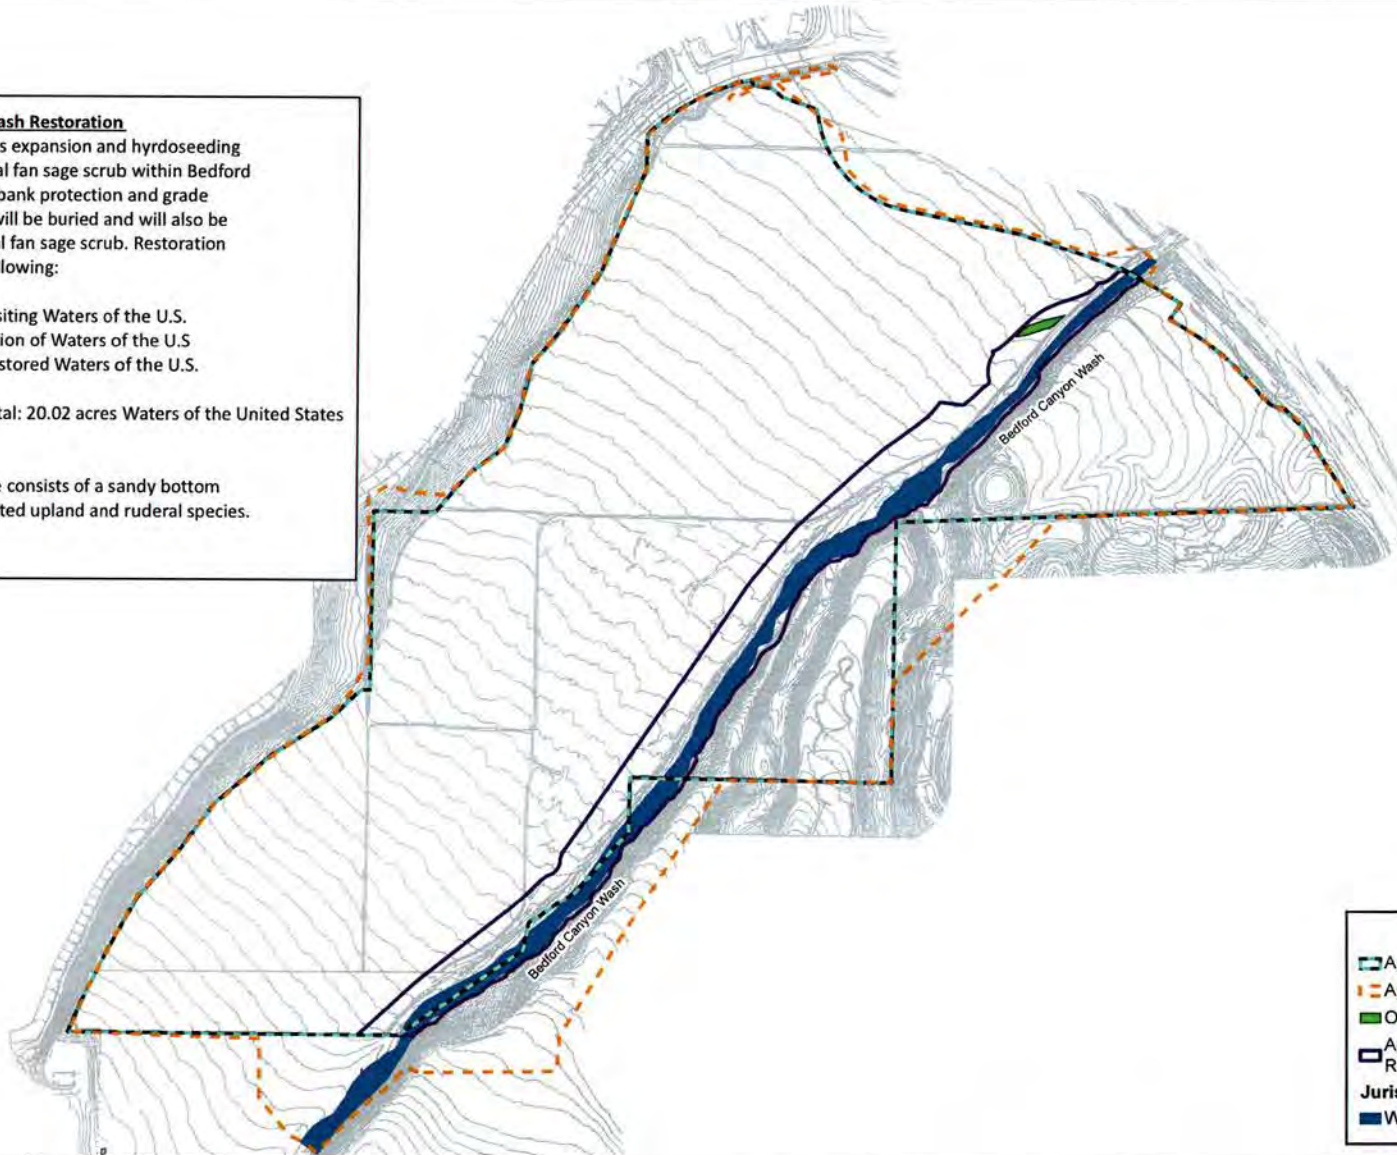 ash Restoration
s expansion and hyrdoseeding
al fan sage scrub within Bedford
bank protection and grade
will be buried and will also be
al fan sage scrub. Restoration
llowing:
siting Waters of the U.S.
tion of Waters of the U.S
stored Waters of the U.S.
tal: 20.02 acres Waters of the United States
e consists of a sandy bottom
ted upland and ruderal species.
Bedford Canyon Wash
Bedford Canyon Wash
A
A
O
A
R
Juris
W